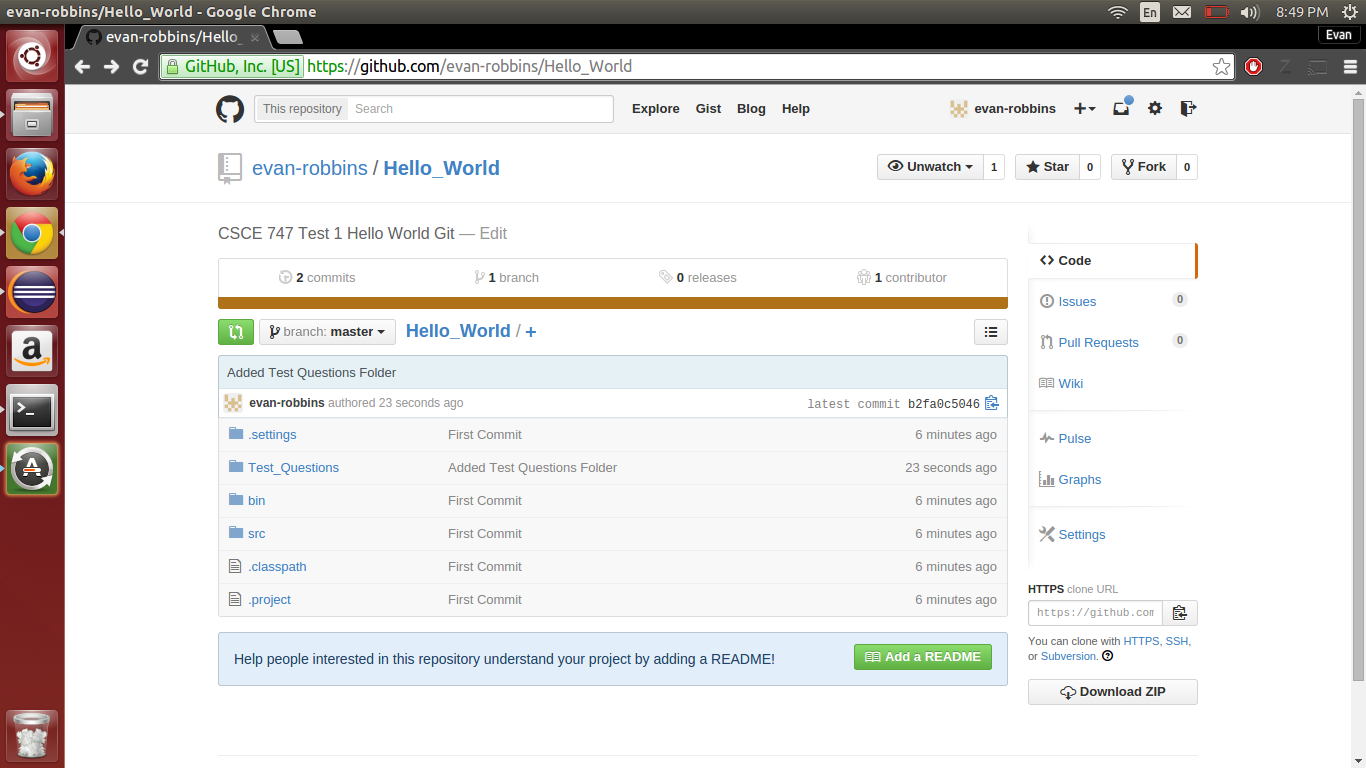 evan-robbins/Hello_World - Google Chrome En 8:49 PM
evan-robbins/Hello_ Evan
GitHub, Inc. [US] https://github.com/evan-robbins/Hello_World
This repository Search Explore Gist Blog Help evan-robbins
evan-robbins / Hello_World Unwatch 1 Star 0 Fork 0
CSCE 747 Test 1 Hello World Git — Edit
2 commits 1 branch 0 releases 1 contributor
branch: master Hello_World / +
Added Test Questions Folder
evan-robbins authored 23 seconds ago latest commit b2fa0c5046
.settings First Commit 6 minutes ago
Test_Questions Added Test Questions Folder 23 seconds ago
bin First Commit 6 minutes ago
src First Commit 6 minutes ago
.classpath First Commit 6 minutes ago
.project First Commit 6 minutes ago
Help people interested in this repository understand your project by adding a README! Add a README
Code
Issues 0
Pull Requests 0
Wiki
Pulse
Graphs
Settings
HTTPS clone URL
https://github.com
You can clone with HTTPS, SSH,
or Subversion.
Download ZIP